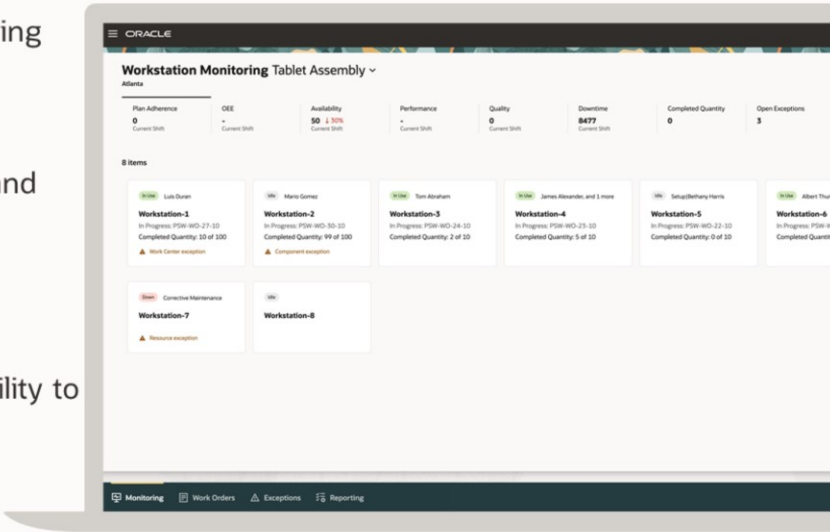 ing
nd
ility to
ORACLE
Workstation Monitoring Tablet Assembly
Atlanta
Plan Adherence OEE Availability Performance Quality Downtime Completed Quantity Open Exceptions
0 - 50 ↓ 50% - 0 8477 0 3
Current Shift Current Shift Current Shift Current Shift Current Shift Current Shift
8 items
In Use Luis Duran
Workstation-1
In Progress: PSW-WO-27-10
Completed Quantity: 10 of 100
Work Center exception
Idle Mario Gomez
Workstation-2
In Progress: PSW-WO-30-10
Completed Quantity: 99 of 100
Component exception
In Use Tom Abraham
Workstation-3
In Progress: PSW-WO-24-10
Completed Quantity: 2 of 10
In Use James Alexander, and 1 more
Workstation-4
In Progress: PSW-WO-23-10
Completed Quantity: 5 of 10
Idle Setup|Bethany Harris
Workstation-5
In Progress: PSW-WO-22-10
Completed Quantity: 0 of 10
In Use Albert Thur
Workstation-6
In Progress: PSW-W
Completed Quantit
Down Corrective Maintenance
Workstation-7
Resource exception
Idle
Workstation-8
Monitoring Work Orders Exceptions Reporting